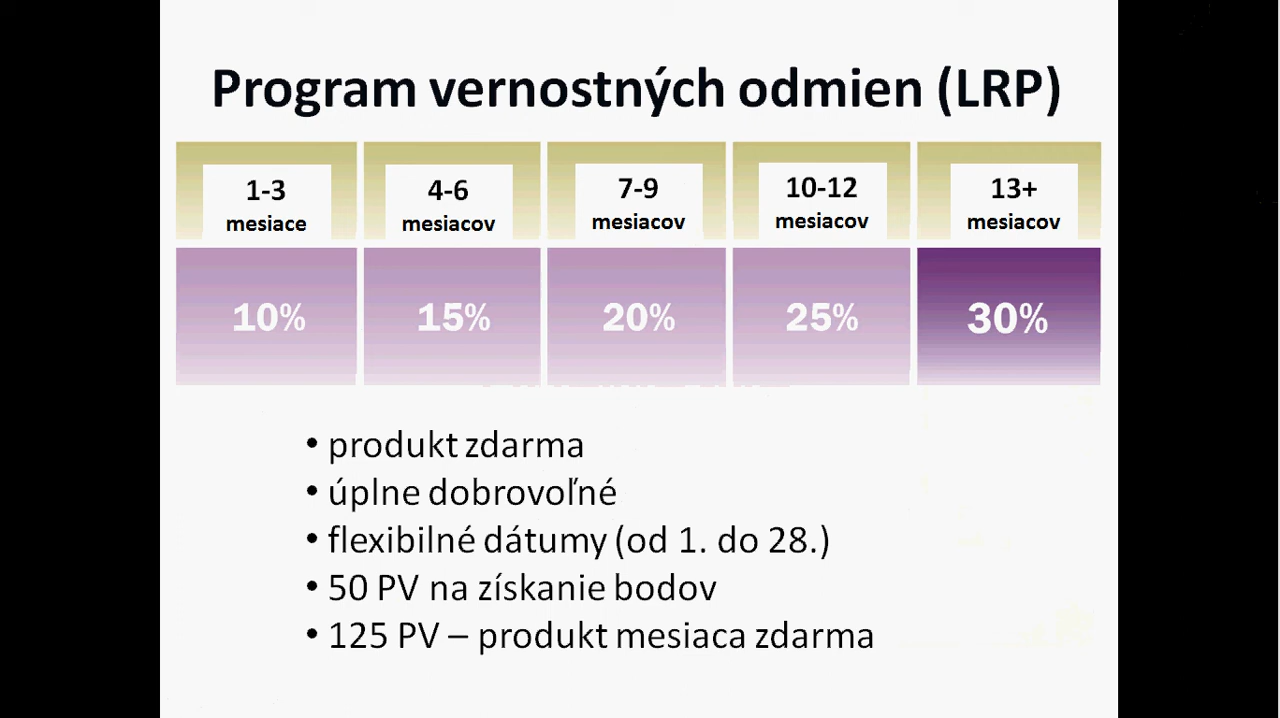 Program vernostných odmien (LRP)
1-3 4-6 7-9 10-12 13+
mesiace mesiacov mesiacov mesiacov mesiacov
10% 15% 20% 25% 30%
• produkt zdarma
• úplne dobrovoľné
• flexibilné dátumy (od 1. do 28.)
• 50 PV na získanie bodov
• 125 PV – produkt mesiaca zdarma